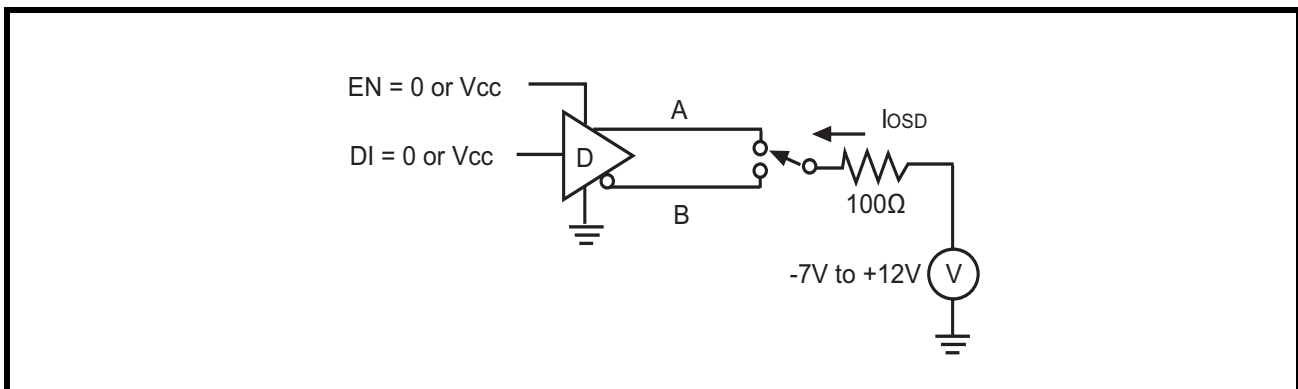 EN = 0 or Vcc
A
IOSD
DI = 0 or Vcc
D
100Ω
B
-7V to +12V
V